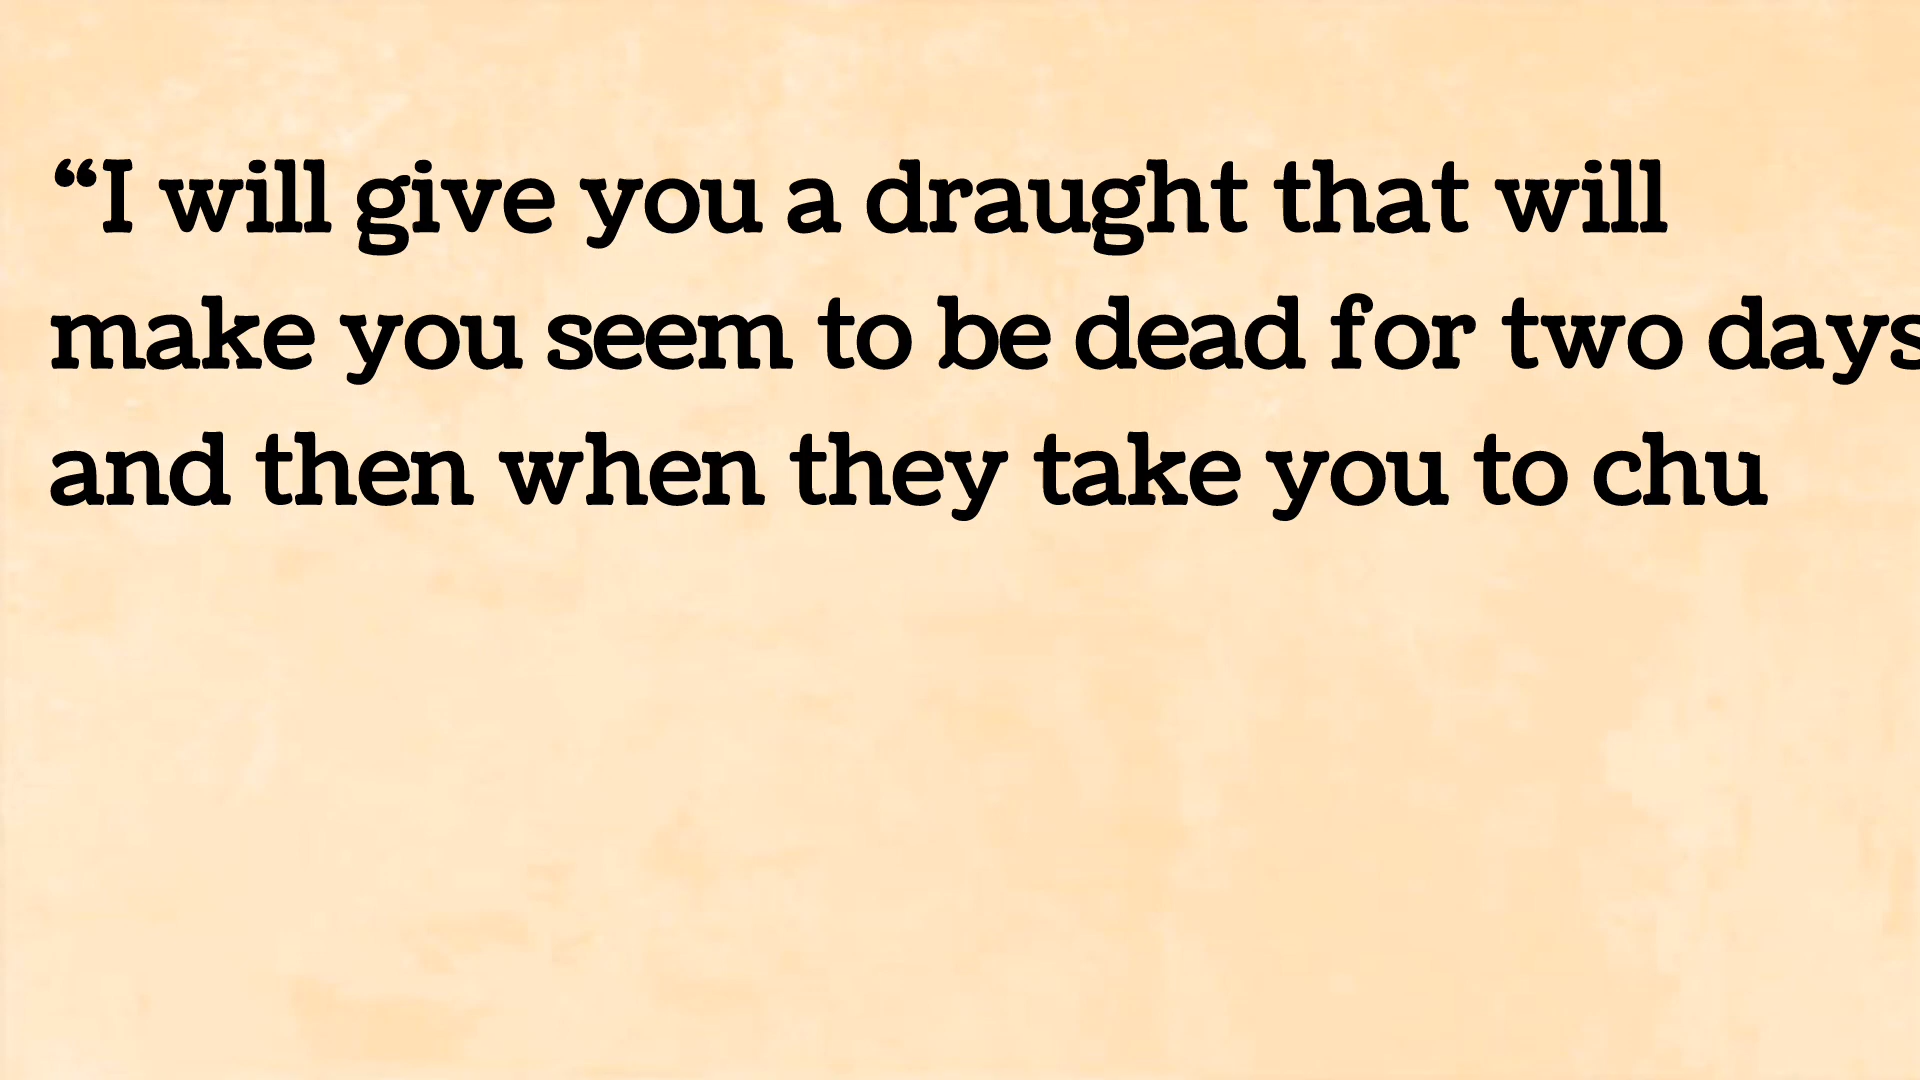 “I will give you a draught that will
make you seem to be dead for two days
and then when they take you to chu